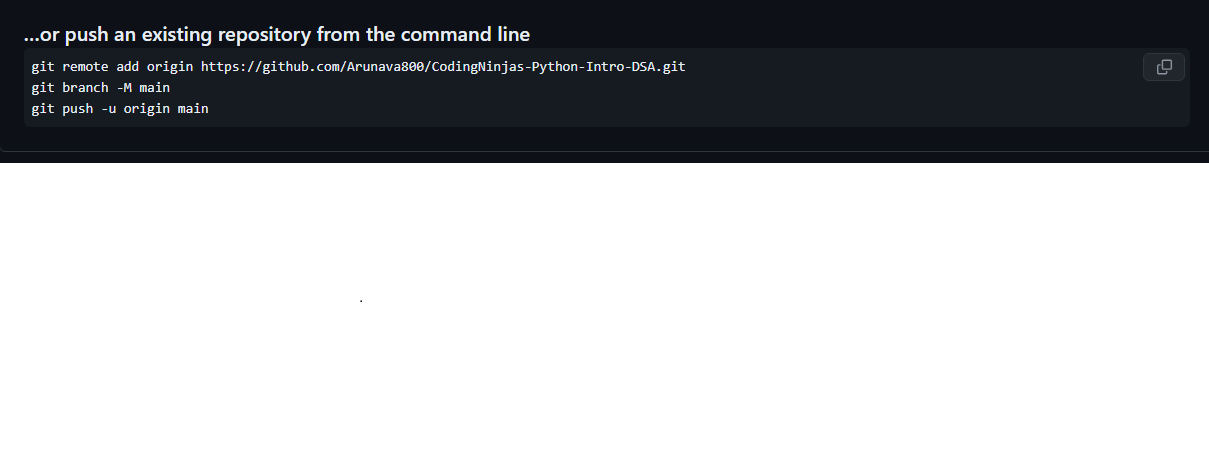 ...or push an existing repository from the command line
git remote add origin https://github.com/Arunava800/CodingNinjas-Python-Intro-DSA.git
git branch -M main
git push -u origin main
.